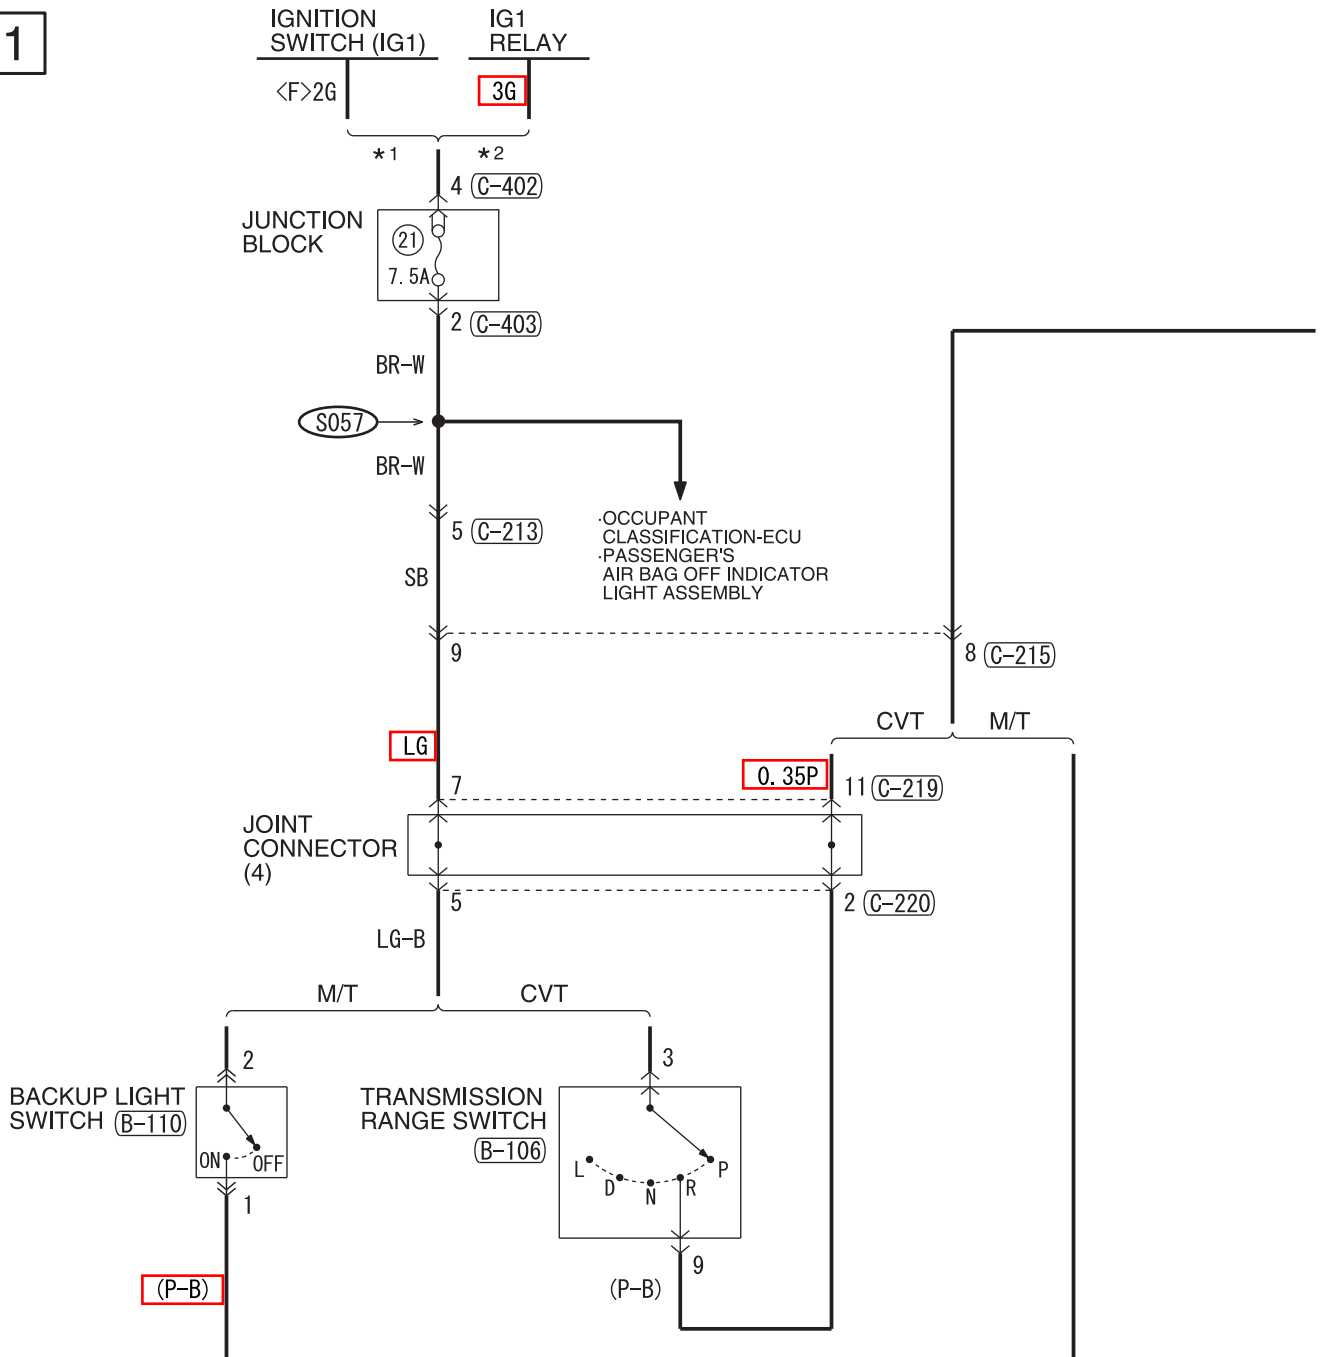 1
IGNITION
SWITCH (IG1)
IG1
RELAY
<F>2G
3G
*1
*2
4 C-402
JUNCTION
BLOCK
21
7.5A
2 C-403
BR-W
S057
BR-W
·OCCUPANT
CLASSIFICATION-ECU
·PASSENGER'S
AIR BAG OFF INDICATOR
LIGHT ASSEMBLY
5 C-213
SB
9
8 C-215
CVT
M/T
LG
0.35P
7
11 C-219
JOINT
CONNECTOR
(4)
5
2 C-220
LG-B
M/T
CVT
2
3
BACKUP LIGHT
SWITCH B-110
ON
OFF
TRANSMISSION
RANGE SWITCH
B-106
L
D
N
R
P
1
9
(P-B)
(P-B)